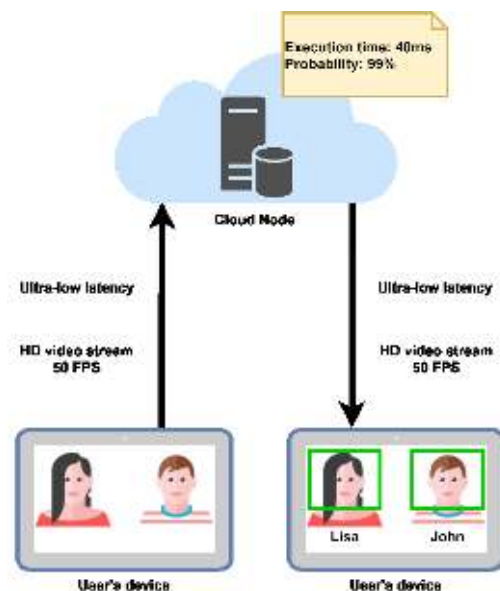 Execution time: 40ms
Probability: 99%
Cloud Node
Ultra-low latency
Ultra-low latency
HD video stream
50 FPS
HD video stream
50 FPS
Lisa
John
User's device
User's device